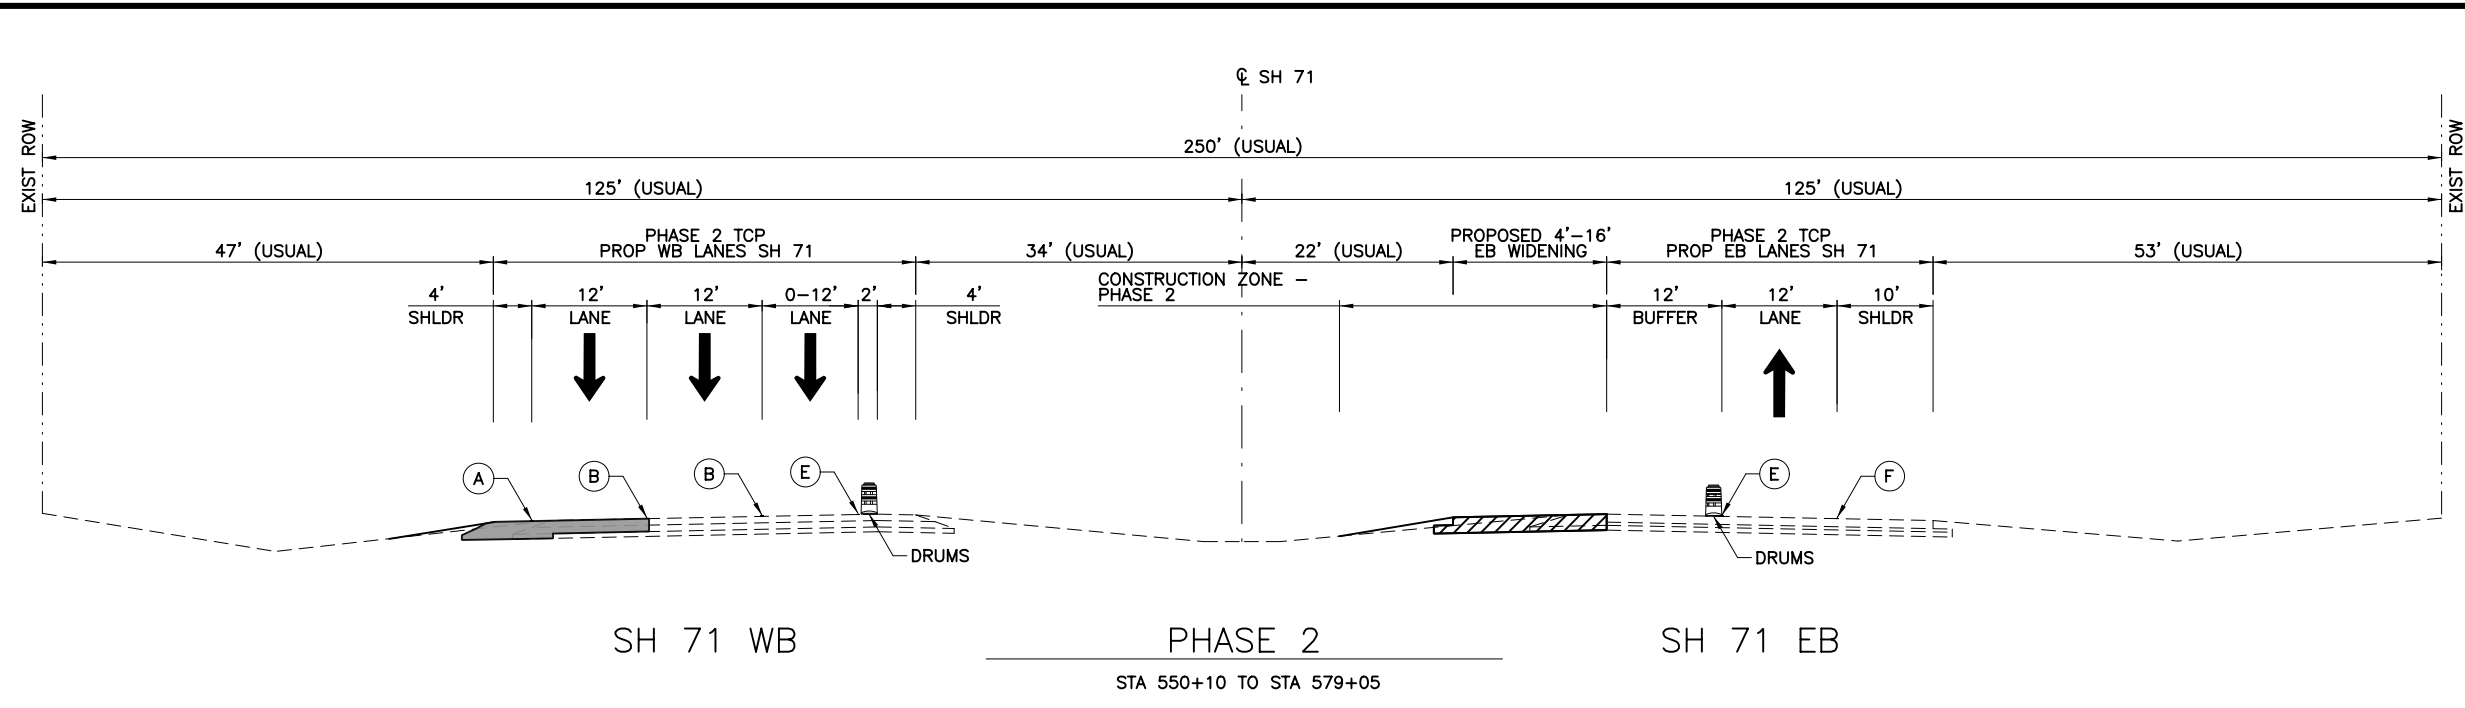 ℄ SH 71
EXIST ROW
EXIST ROW
250' (USUAL)
125' (USUAL)
125' (USUAL)
47' (USUAL)
PHASE 2 TCP
PROP WB LANES SH 71
34' (USUAL)
22' (USUAL)
PROPOSED 4'-16'
EB WIDENING
PHASE 2 TCP
PROP EB LANES SH 71
53' (USUAL)
CONSTRUCTION ZONE -
PHASE 2
4'
SHLDR
12'
LANE
12'
LANE
0-12'
LANE
2'
4'
SHLDR
12'
BUFFER
12'
LANE
10'
SHLDR
A
B
B
E
E
F
DRUMS
DRUMS
SH 71 WB
PHASE 2
SH 71 EB
STA 550+10 TO STA 579+05